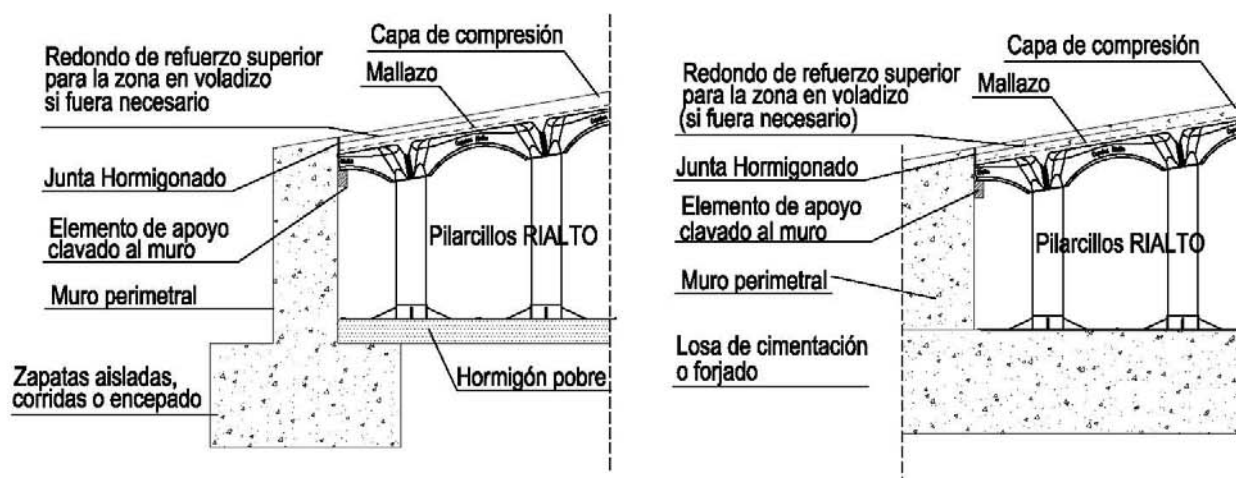 Capa de compresión
Redondo de refuerzo superior
para la zona en voladizo
si fuera necesario
Mallazo
Junta Hormigonado
Elemento de apoyo
clavado al muro
Pilarcillos RIALTO
Muro perimetral
Zapatas aisladas,
corridas o encepado
Hormigón pobre
Capa de compresión
Redondo de refuerzo superior
para la zona en voladizo
(si fuera necesario)
Mallazo
Junta Hormigonado
Elemento de apoyo
clavado al muro
Pilarcillos RIALTO
Muro perimetral
Losa de cimentación
o forjado